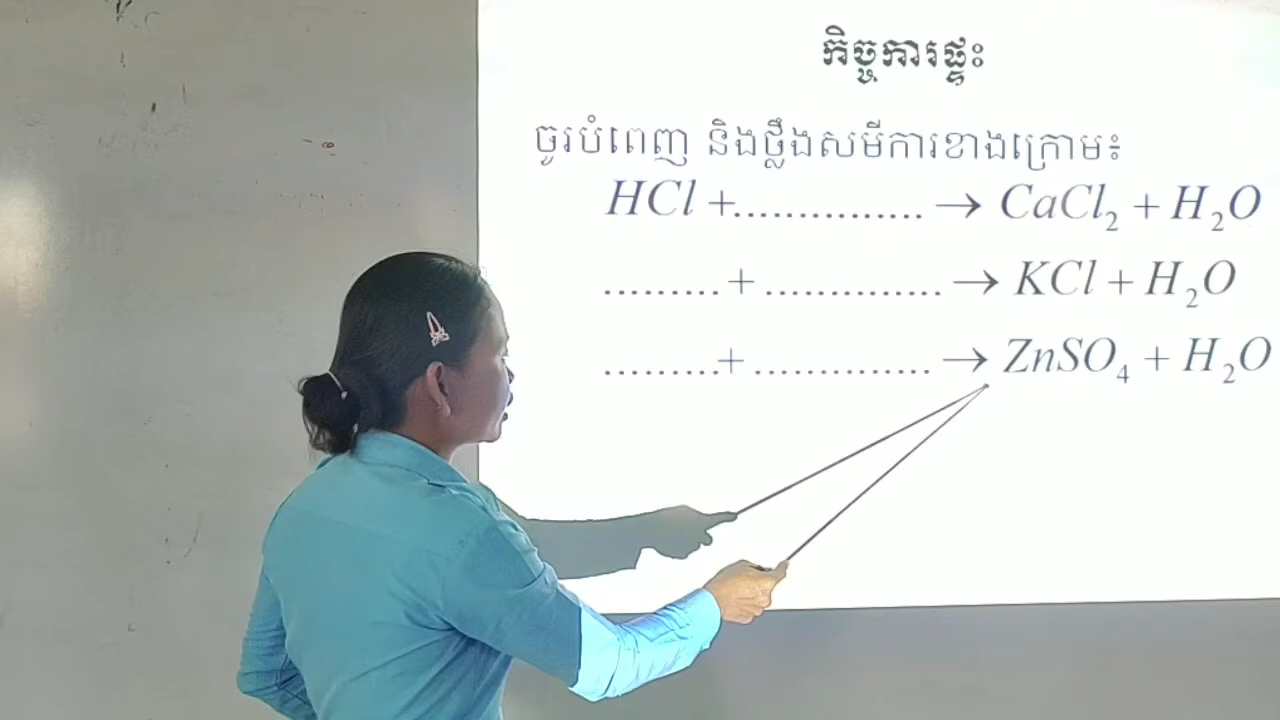 កិច្ចការផ្ទះ
ចូរបំពេញ និងថ្លឹងសមីការខាងក្រោម៖
HCl +............... → CaCl₂ + H₂O
.........+ .............. → KCl + H₂O
.........+ .............. → ZnSO₄ + H₂O